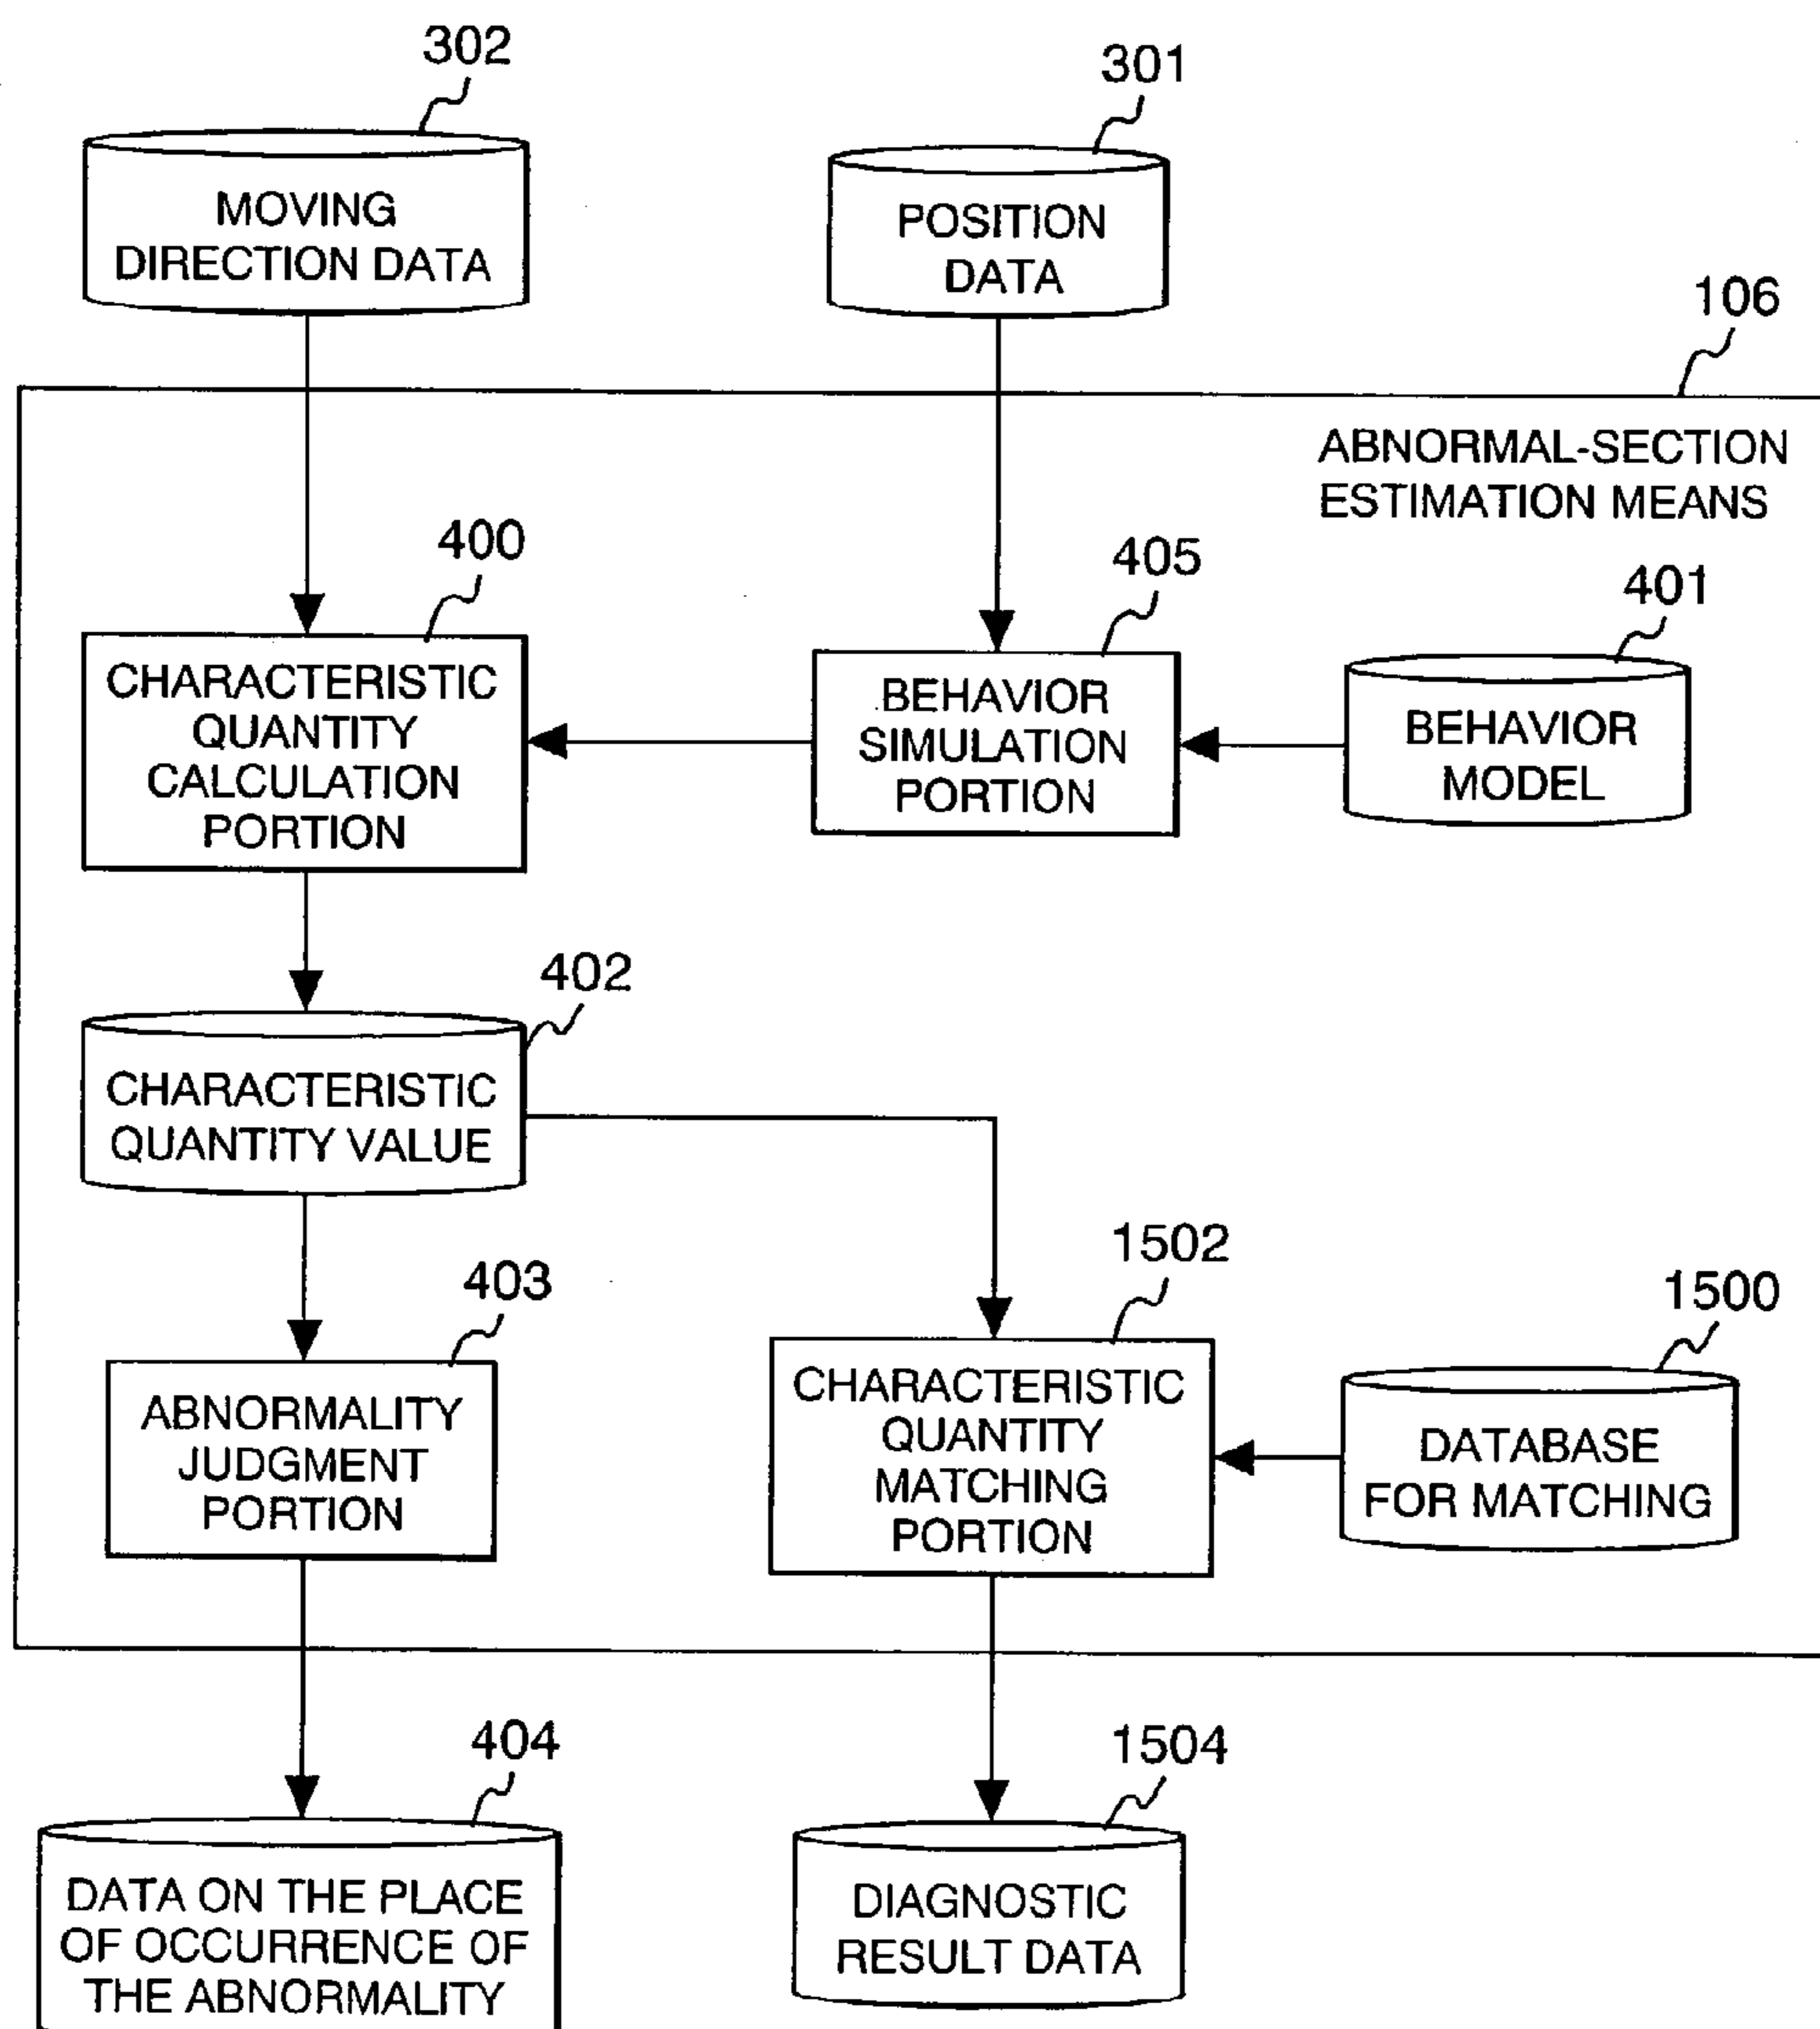 302
301
MOVING
DIRECTION DATA
POSITION
DATA
106
ABNORMAL-SECTION
ESTIMATION MEANS
400
405
401
CHARACTERISTIC
QUANTITY
CALCULATION
PORTION
BEHAVIOR
SIMULATION
PORTION
BEHAVIOR
MODEL
402
CHARACTERISTIC
QUANTITY VALUE
403
1502
1500
ABNORMALITY
JUDGMENT
PORTION
CHARACTERISTIC
QUANTITY
MATCHING
PORTION
DATABASE
FOR MATCHING
404
1504
DATA ON THE PLACE
OF OCCURRENCE OF
THE ABNORMALITY
DIAGNOSTIC
RESULT DATA